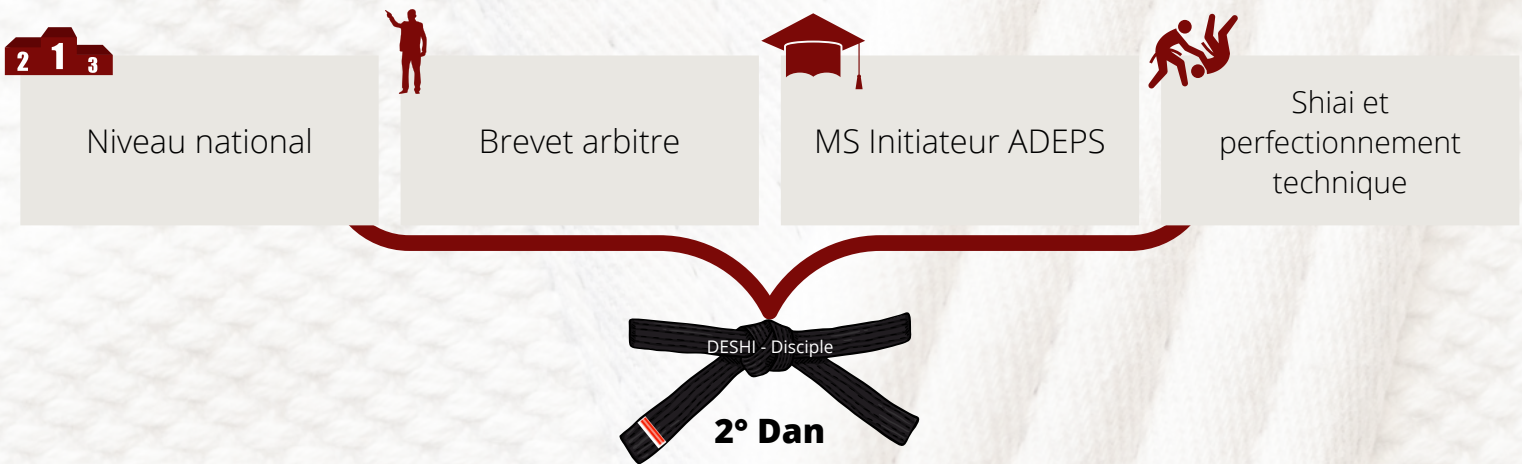 2 1 3
Niveau national
Brevet arbitre
MS Initiateur ADEPS
Shiai et
perfectionnement
technique
DESHI - Disciple
2° Dan